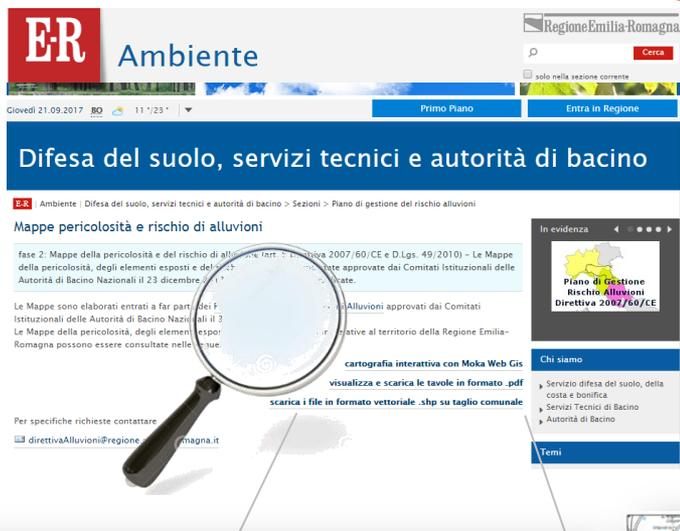 E-R
Ambiente
RegioneEmilia-Romagna
Cerca
solo nella sezione corrente
Giovedì 21.09.2017 BO 11 °/23 °
Primo Piano
Entra in Regione
Difesa del suolo, servizi tecnici e autorità di bacino
E-R | Ambiente | Difesa del suolo, servizi tecnici e autorità di bacino > Sezioni > Piano di gestione del rischio alluvioni
Mappe pericolosità e rischio di alluvioni
fase 2: Mappe della pericolosità e del rischio di 2007/60/CE e D.Lgs. 49/2010) - Le Mappe
della pericolosità, degli elementi esposti e del approvate dai Comitati Istituzionali delle
Autorità di Bacino Nazionali il 23 dicembre
Le Mappe sono elaborati entrati a far parte dei Alluvioni approvati dai Comitati
Istituzionali delle Autorità di Bacino Nazionali il
Le Mappe della pericolosità, degli elementi al territorio della Regione Emilia-
Romagna possono essere consultate nelle
cartografia interattiva con Moka Web Gis
visualizza e scarica le tavole in formato .pdf
scarica i file in formato vettoriale .shp su taglio comunale
Per specifiche richieste contattare
direttivaAlluvioni@regione. magna.it
In evidenza
Piano di Gestione
Rischio Alluvioni
Direttiva 2007/60/CE
Chi siamo
Servizio difesa del suolo, della
costa e bonifica
Servizi Tecnici di Bacino
Autorità di Bacino
Temi